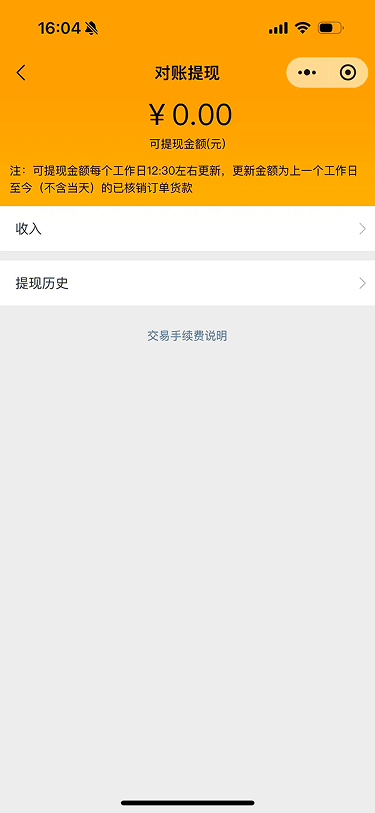 16:04
对账提现
￥0.00
可提现金额(元)
注：可提现金额每个工作日12:30左右更新，更新金额为上一个工作日
至今（不含当天）的已核销订单货款
收入
提现历史
交易手续费说明